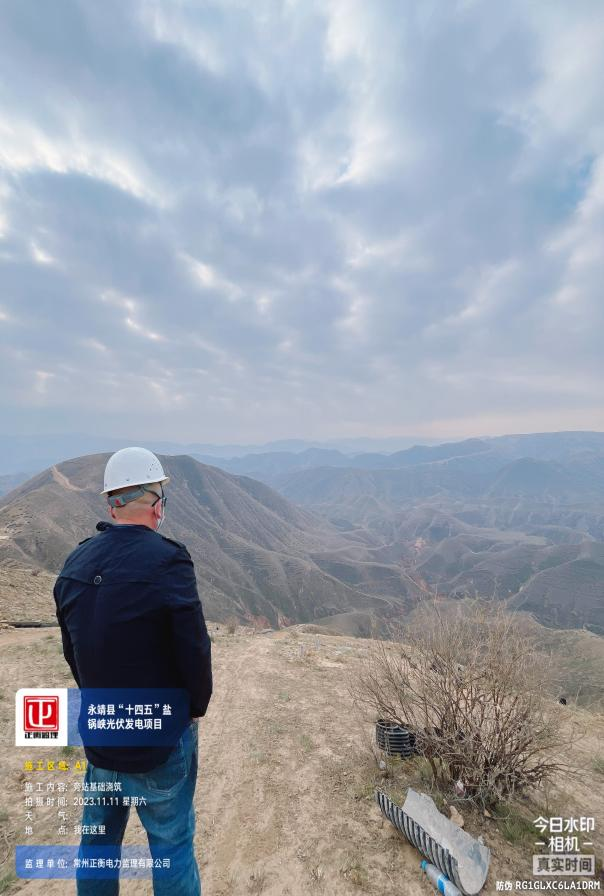 正
正衡监理
永靖县“十四五”盐
锅峡光伏发电项目
施工区域: A1
施工内容: 旁站基础浇筑
拍摄时间: 2023.11.11 星期六
天 气:
地 点: 我在这里
监理单位: 常州正衡电力监理有限公司
今日水印
-相机-
真实时间
防伪 RG1GLXC6LA1DRM